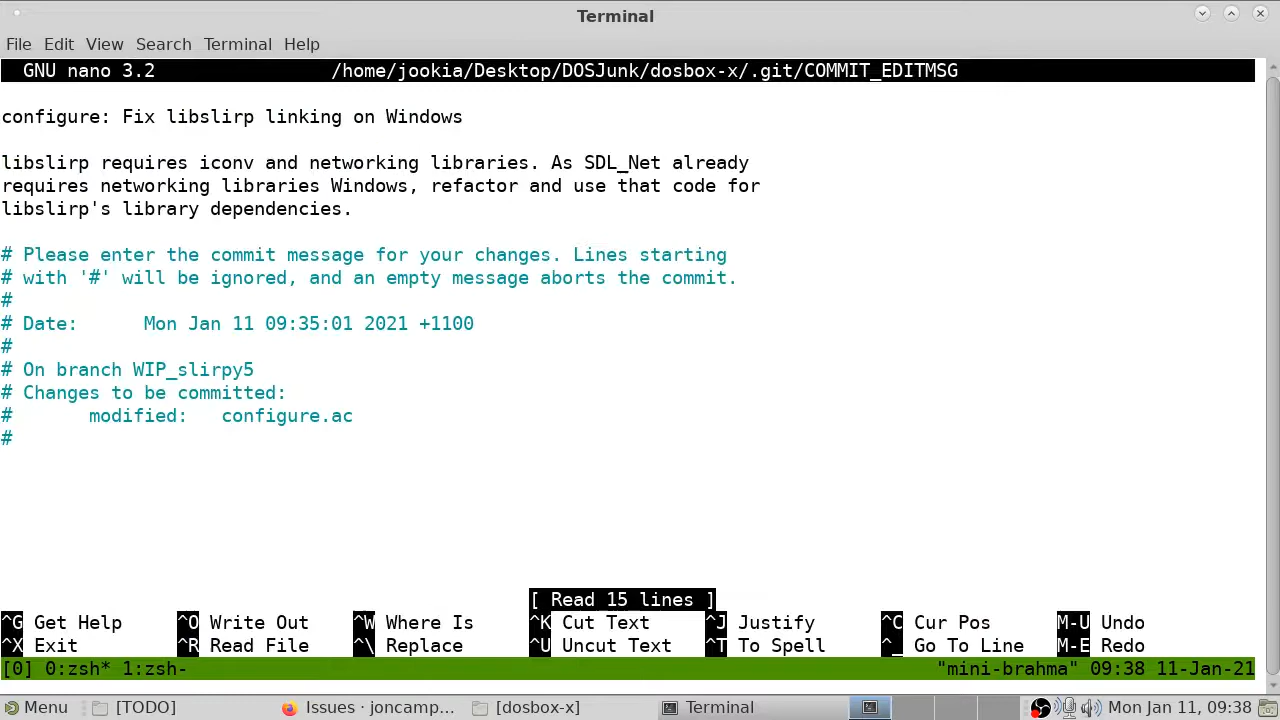 Terminal
File Edit View Search Terminal Help
GNU nano 3.2 /home/jookia/Desktop/DOSJunk/dosbox-x/.git/COMMIT_EDITMSG
configure: Fix libslirp linking on Windows
libslirp requires iconv and networking libraries. As SDL_Net already
requires networking libraries Windows, refactor and use that code for
libslirp's library dependencies.
# Please enter the commit message for your changes. Lines starting
# with '#' will be ignored, and an empty message aborts the commit.
#
# Date: Mon Jan 11 09:35:01 2021 +1100
#
# On branch WIP_slirpy5
# Changes to be committed:
# modified: configure.ac
#
[ Read 15 lines ]
^G Get Help ^O Write Out ^W Where Is ^K Cut Text ^J Justify ^C Cur Pos M-U Undo
^X Exit ^R Read File ^\ Replace ^U Uncut Text ^T To Spell ^_ Go To Line M-E Redo
[0] 0:zsh* 1:zsh- "mini-brahma" 09:38 11-Jan-21
Menu [TODO] Issues · joncamp... [dosbox-x] Terminal Mon Jan 11, 09:38